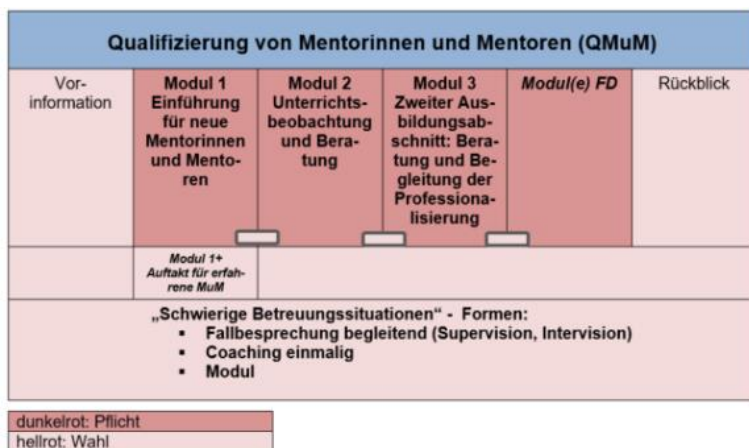 Qualifizierung von Mentorinnen und Mentoren (QMuM)
Vor-
information
Modul 1
Einführung
für neue
Mentorinnen
und Mento-
ren
Modul 2
Unterrichts-
beobachtung
und Bera-
tung
Modul 3
Zweiter Aus-
bildungsab-
schnitt: Bera-
tung und Be-
gleitung der
Professiona-
lisierung
Modul(e) FD
Rückblick
Modul 1+
Auftakt für erfah-
rene MuM
„Schwierige Betreuungssituationen“ - Formen:
▪ Fallbesprechung begleitend (Supervision, Intervision)
▪ Coaching einmalig
▪ Modul
dunkelrot: Pflicht
hellrot: Wahl